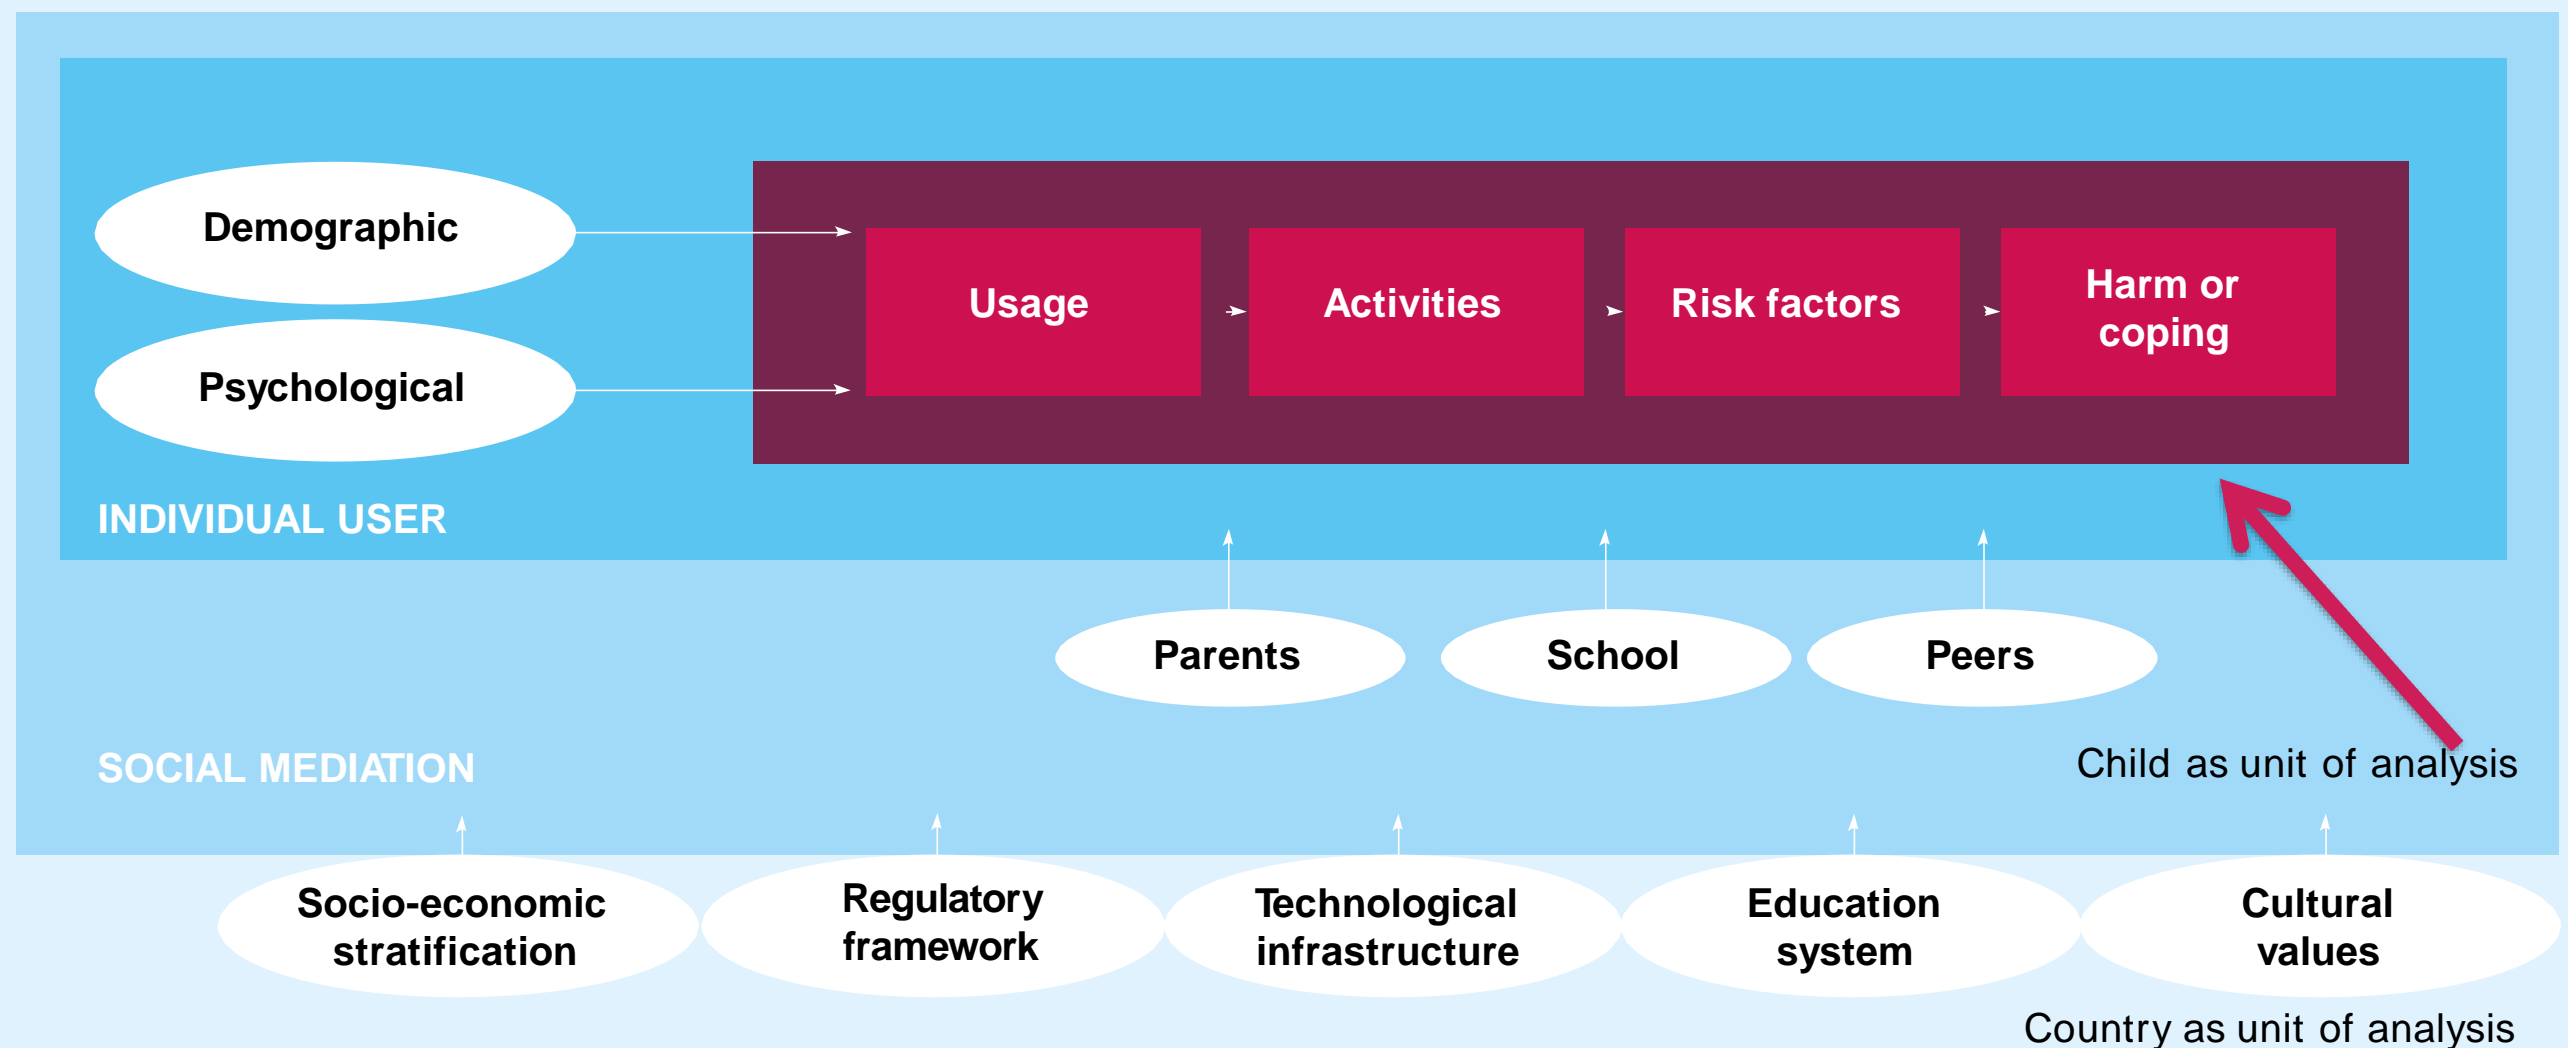 Demographic
Psychological
Usage
Activities
Risk factors
Harm or
coping
INDIVIDUAL USER
Parents
School
Peers
SOCIAL MEDIATION
Child as unit of analysis
Socio-economic
stratification
Regulatory
framework
Technological
infrastructure
Education
system
Cultural
values
Country as unit of analysis